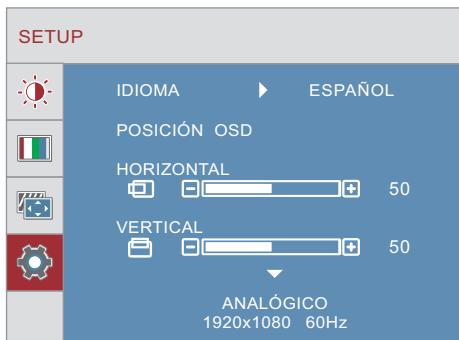 SETUP
IDIOMA ESPAÑOL
POSICIÓN OSD
HORIZONTAL
50
VERTICAL
50
ANALÓGICO
1920x1080 60Hz